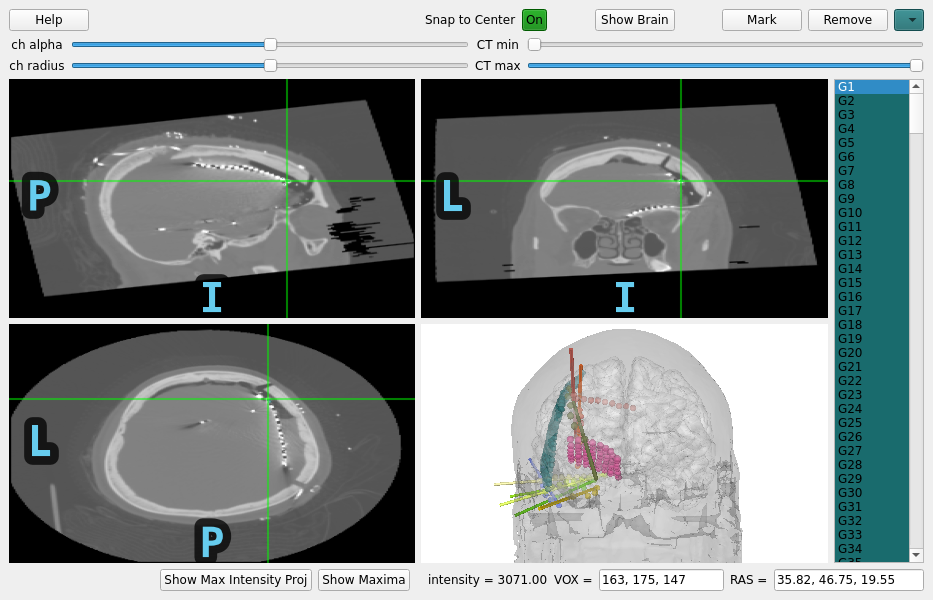 Help
Snap to Center On
Show Brain
Mark
Remove
ch alpha
CT min
ch radius
CT max
P
I
L
I
L
P
G1
G2
G3
G4
G5
G6
G7
G8
G9
G10
G11
G12
G13
G14
G15
G16
G17
G18
G19
G20
G21
G22
G23
G24
G25
G26
G27
G28
G29
G30
G31
G32
G33
G34
G35
Show Max Intensity Proj
Show Maxima
intensity = 3071.00 VOX = 163, 175, 147 RAS = 35.82, 46.75, 19.55